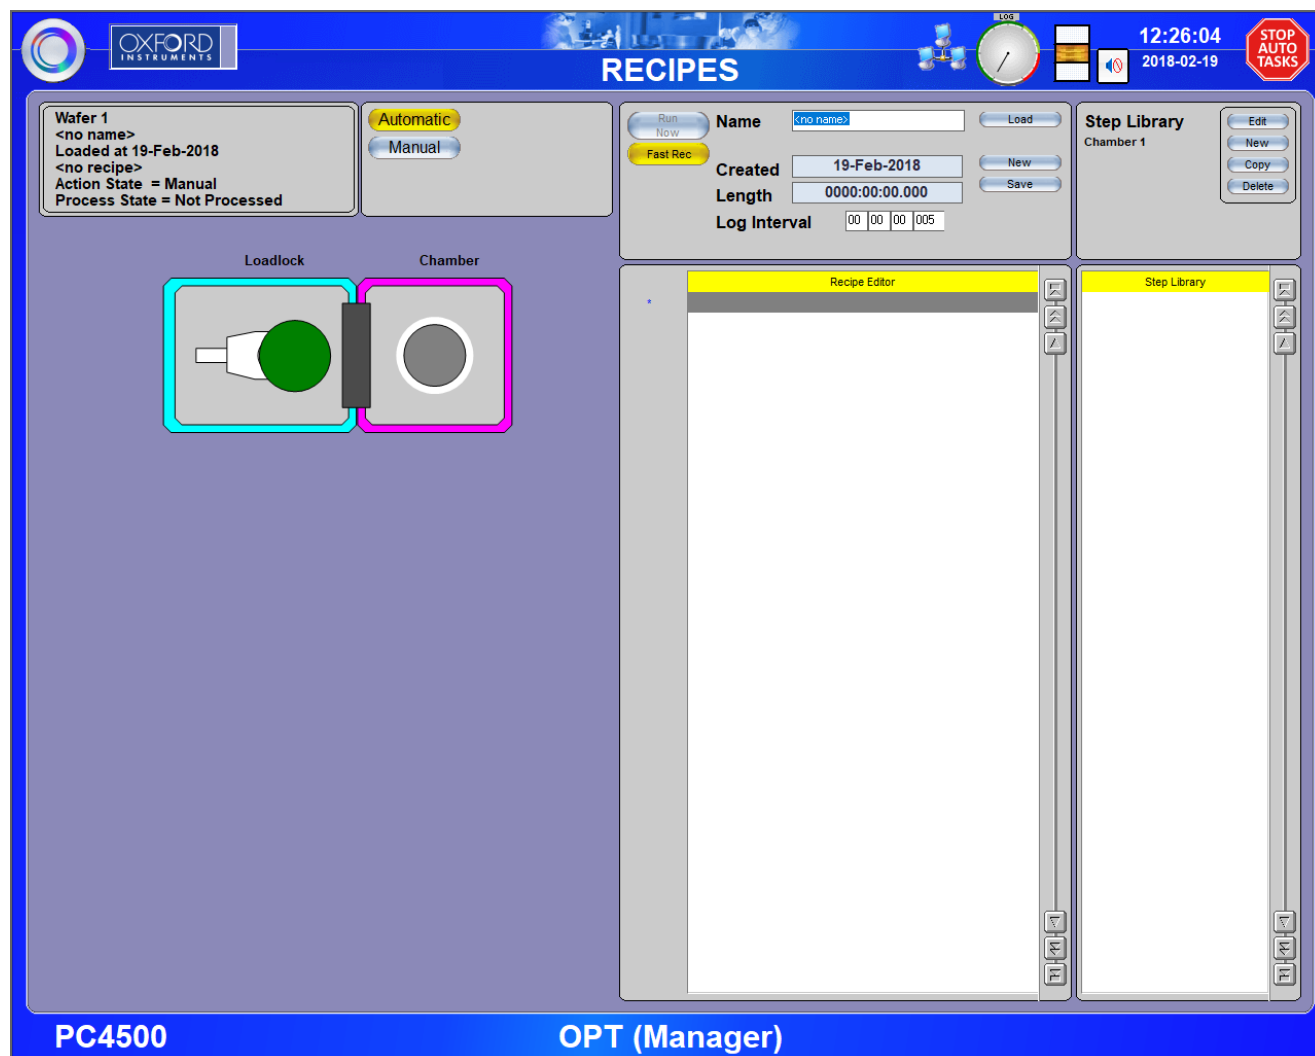 OXFORD
INSTRUMENTS
RECIPES
LOG
12:26:04
2018-02-19
STOP
AUTO
TASKS
Wafer 1
<no name>
Loaded at 19-Feb-2018
<no recipe>
Action State = Manual
Process State = Not Processed
Automatic
Manual
Run
Now
Fast Rec
Name <no name> Load
Created 19-Feb-2018 New
Length 0000:00:00.000 Save
Log Interval 00 00 00 005
Step Library
Chamber 1
Edit
New
Copy
Delete
Loadlock Chamber
Recipe Editor
*
Step Library
PC4500
OPT (Manager)